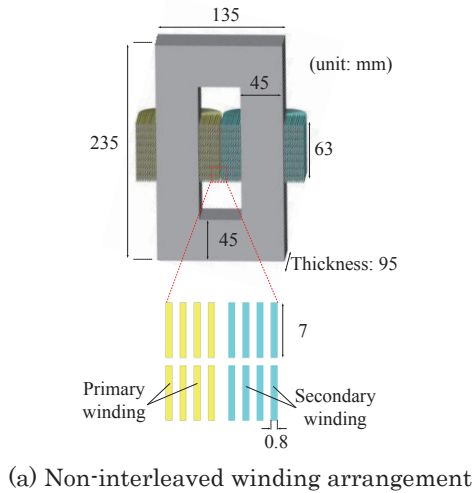 135
(unit: mm)
45
235
63
45
Thickness: 95
7
Primary
winding
Secondary
winding
0.8
(a) Non-interleaved winding arrangement